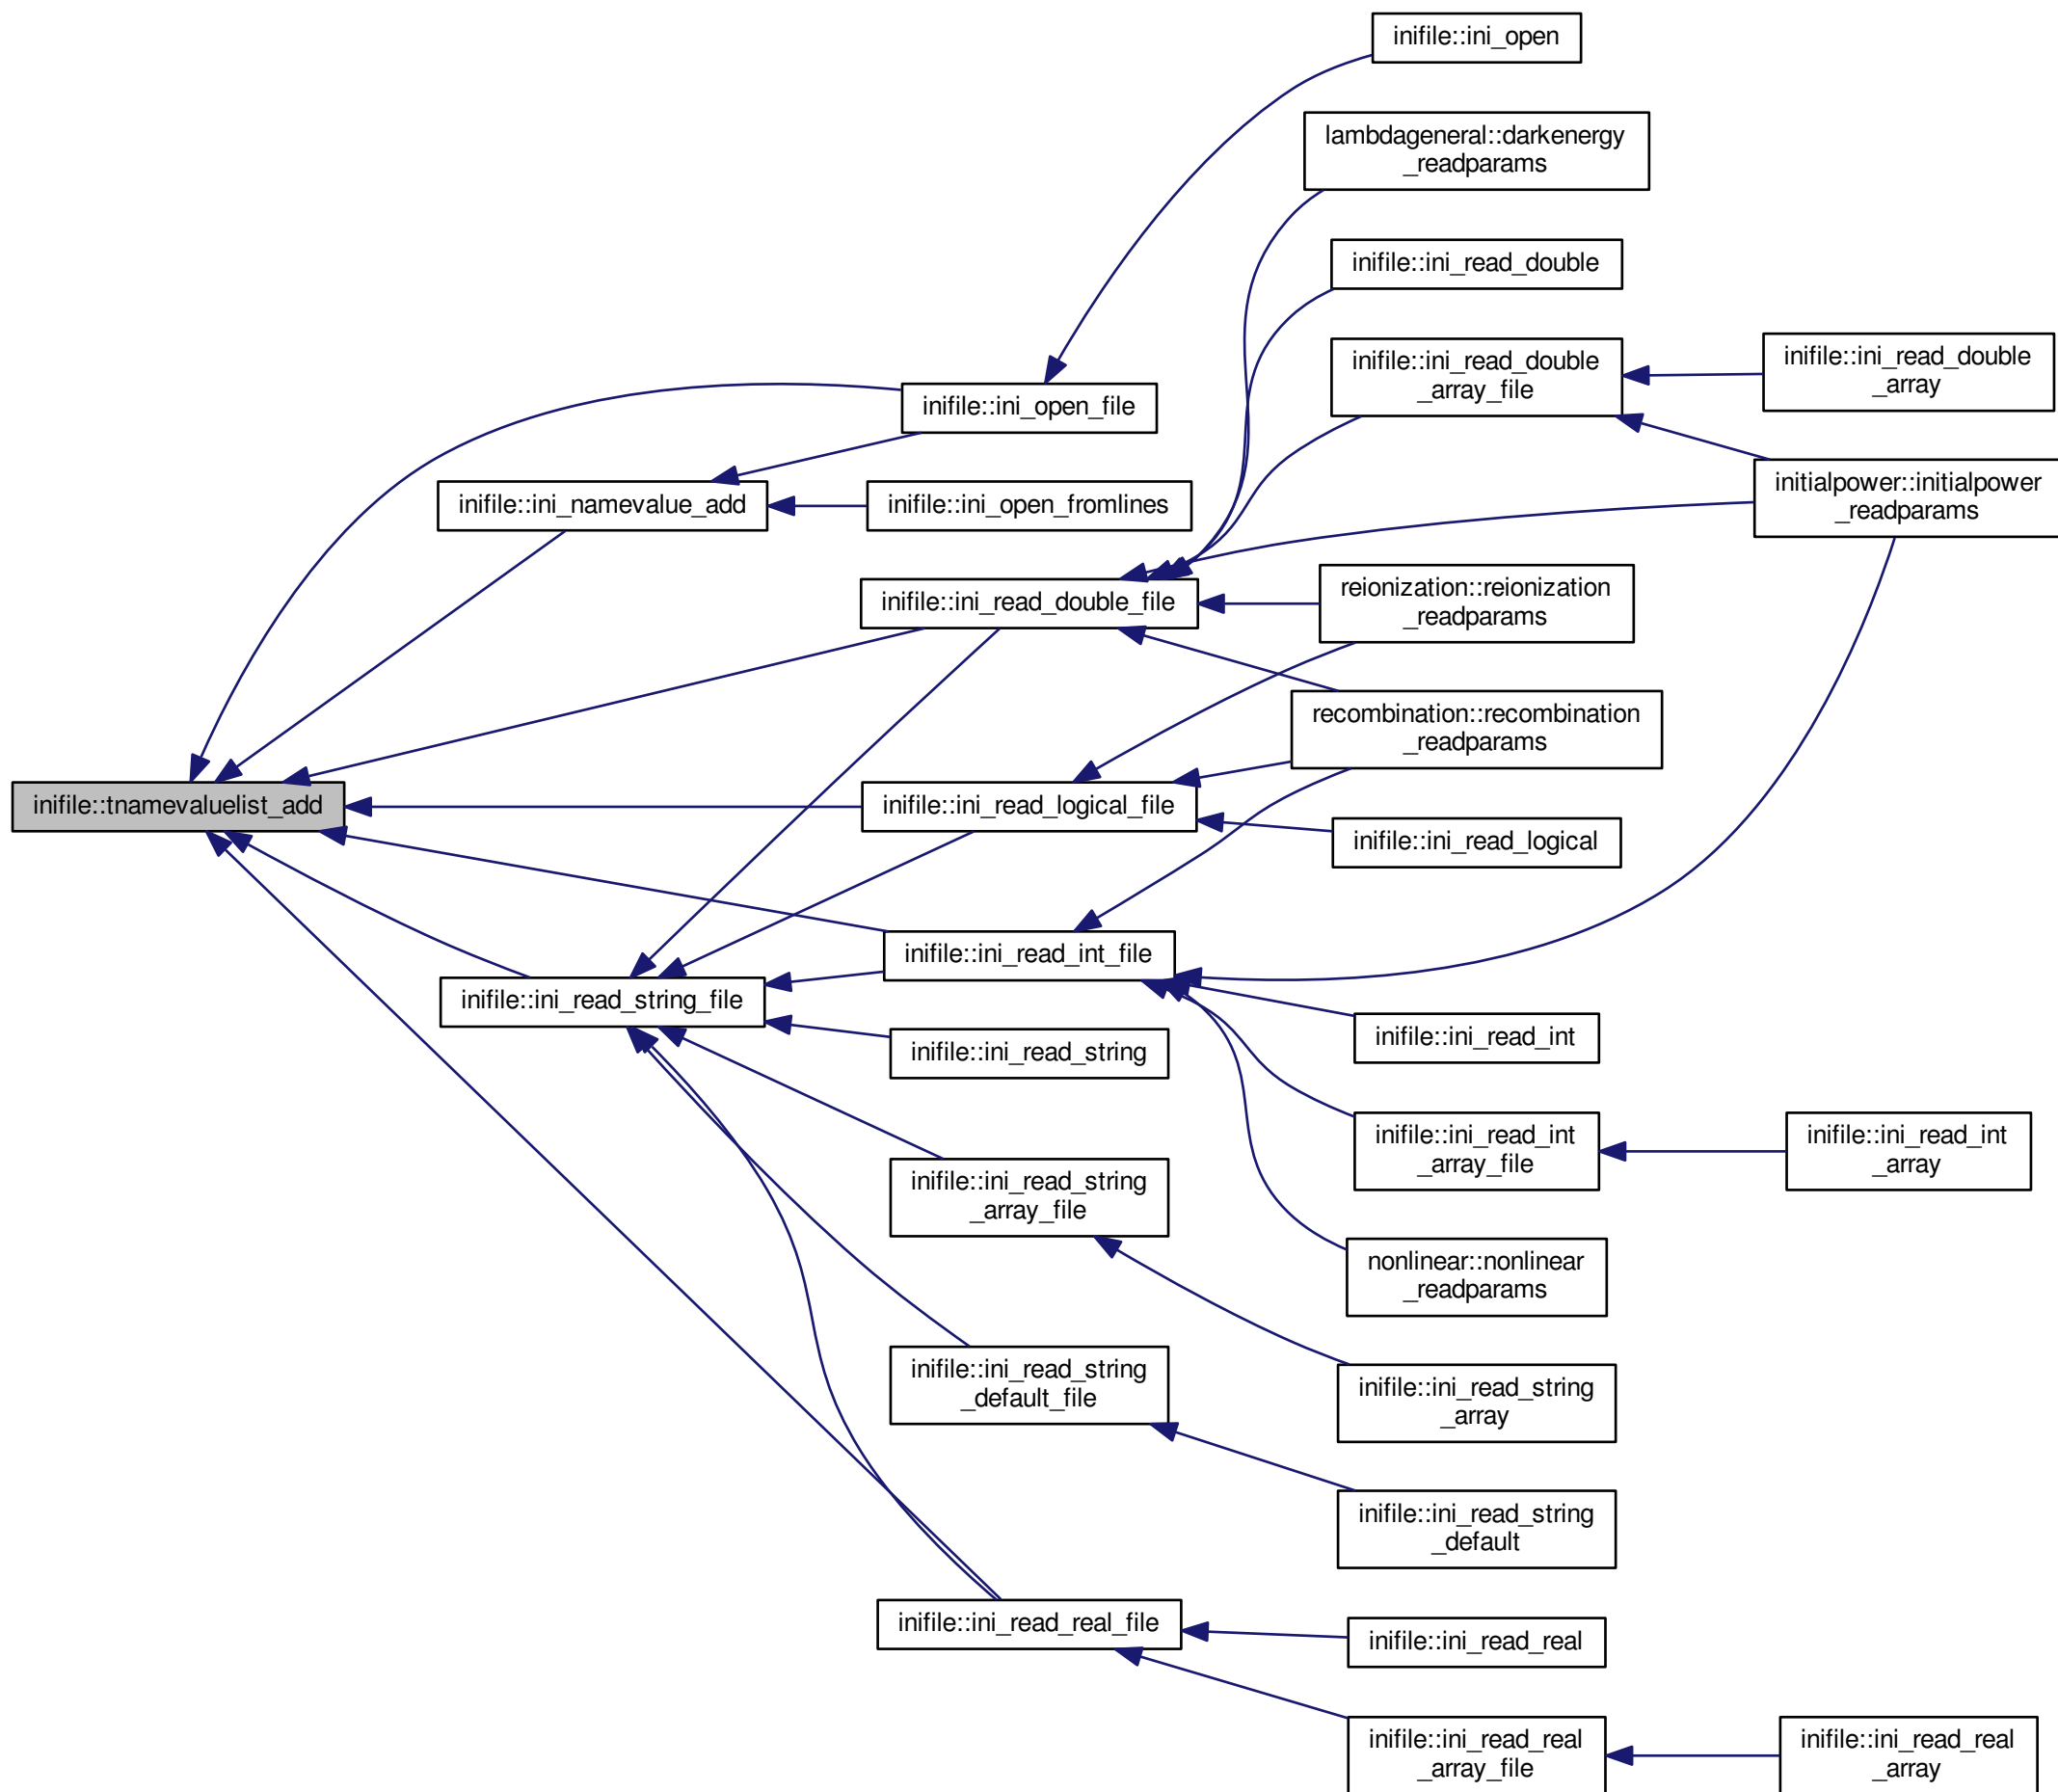 inifile::ini_open
lambdageneral::darkenergy
_readparams
inifile::ini_read_double
inifile::ini_read_double
_array_file
inifile::ini_read_double
_array
inifile::ini_open_file
initialpower::initialpower
_readparams
inifile::ini_namevalue_add
inifile::ini_open_fromlines
inifile::ini_read_double_file
reionization::reionization
_readparams
recombination::recombination
_readparams
inifile::tnamevaluelist_add
inifile::ini_read_logical_file
inifile::ini_read_logical
inifile::ini_read_int_file
inifile::ini_read_string_file
inifile::ini_read_string
inifile::ini_read_int
inifile::ini_read_int
_array_file
inifile::ini_read_int
_array
inifile::ini_read_string
_array_file
nonlinear::nonlinear
_readparams
inifile::ini_read_string
_default_file
inifile::ini_read_string
_array
inifile::ini_read_string
_default
inifile::ini_read_real_file
inifile::ini_read_real
inifile::ini_read_real
_array_file
inifile::ini_read_real
_array